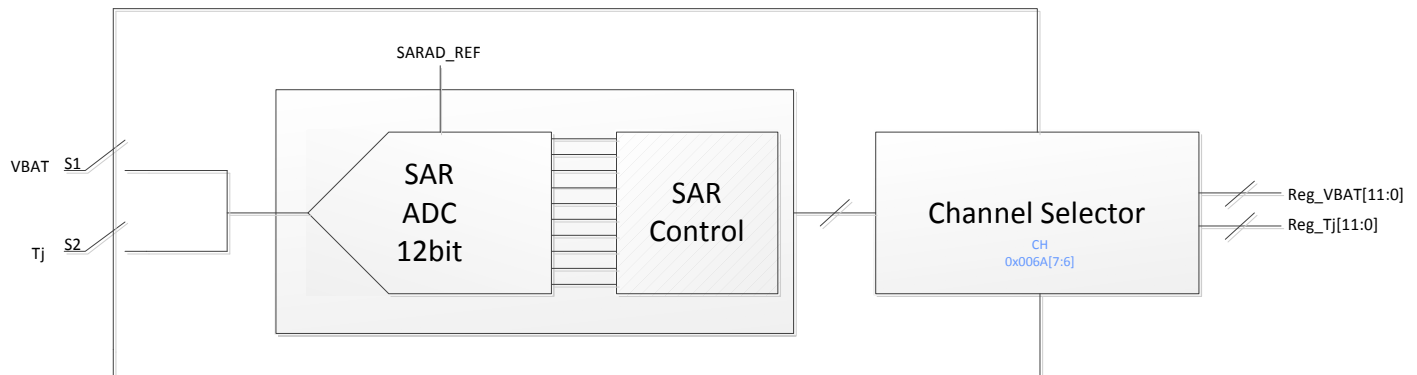 SARAD_REF
VBAT
S1
Tj
S2
SAR
ADC
12bit
SAR
Control
Channel Selector
CH
0x006A[7:6]
Reg_VBAT[11:0]
Reg_Tj[11:0]